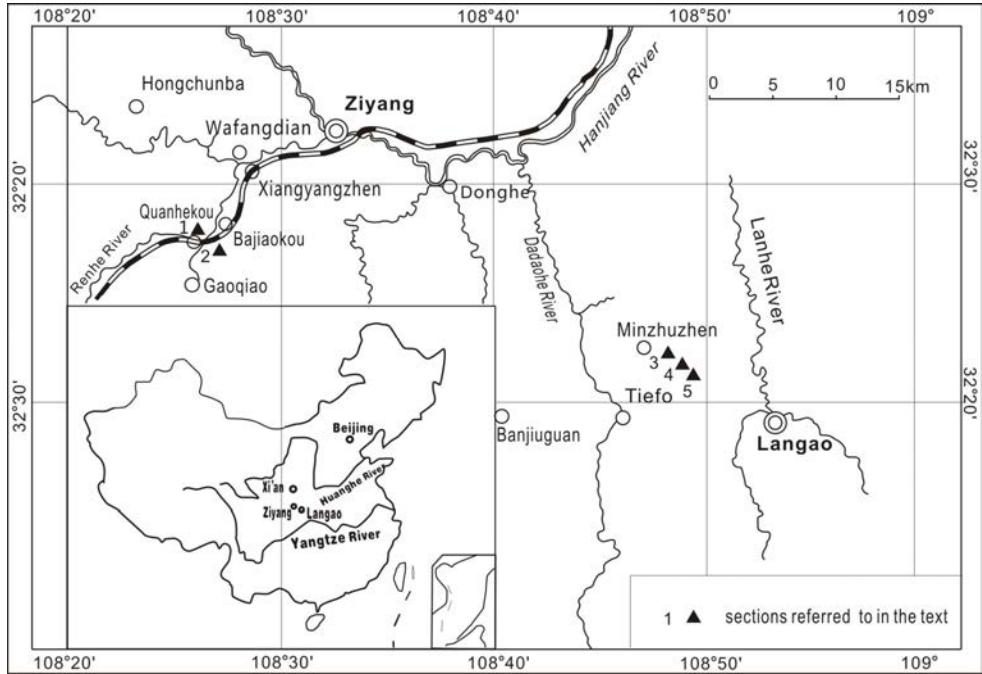 108°20'
108°30'
108°40'
108°50'
109°
Hongchunba
Ziyang
Wafangdian
Hanjiang River
0 5 10 15km
32°20'
32°30'
Xiangyangzhen
Donghe
Quanhekou
1
Bajiaokou
2
Renhe River
Gaoqiao
Dadaohe River
LanheRiver
Minzhuzhen
3
4
5
Tiefo
32°30'
32°20'
Banjiuguan
Langao
Beijing
Xi'an
Huanghe River
Ziyang
Langao
Yangtze River
1 ▲ sections referred to in the text
108°20'
108°30'
108°40'
108°50'
109°